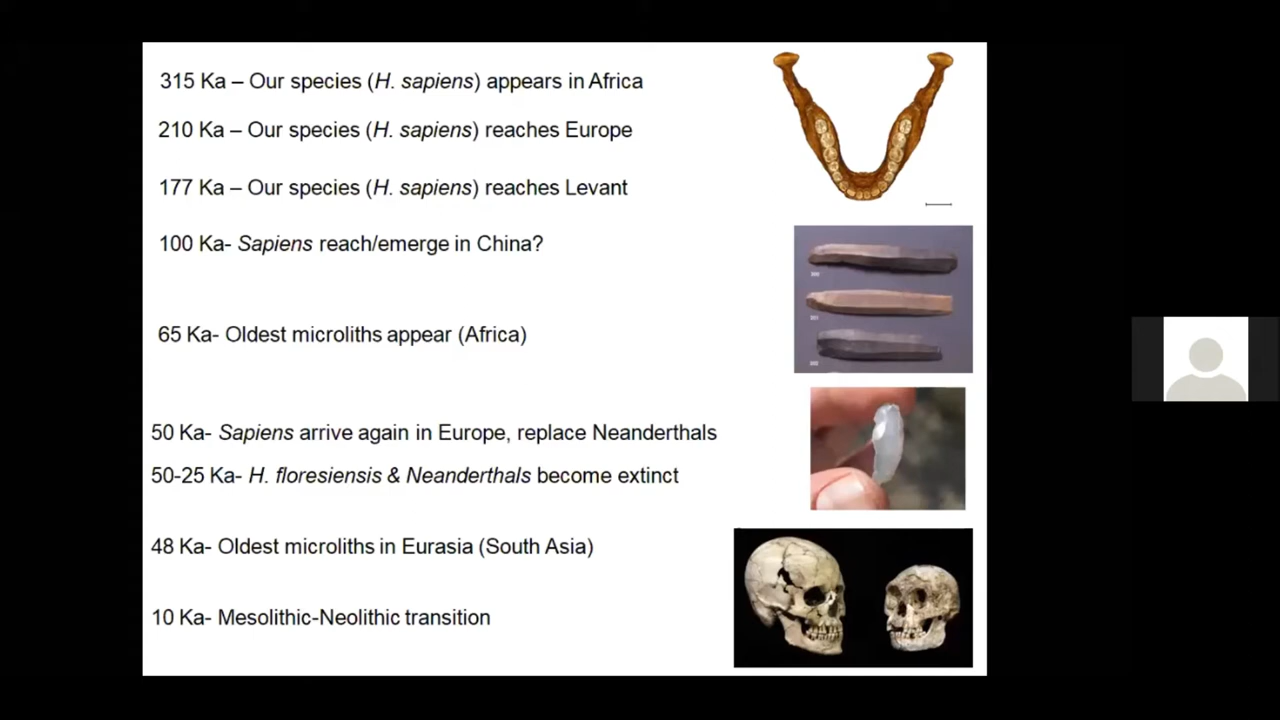 315 Ka – Our species (H. sapiens) appears in Africa
210 Ka – Our species (H. sapiens) reaches Europe
177 Ka – Our species (H. sapiens) reaches Levant
100 Ka- Sapiens reach/emerge in China?
65 Ka- Oldest microliths appear (Africa)
50 Ka- Sapiens arrive again in Europe, replace Neanderthals
50-25 Ka- H. floresiensis & Neanderthals become extinct
48 Ka- Oldest microliths in Eurasia (South Asia)
10 Ka- Mesolithic-Neolithic transition